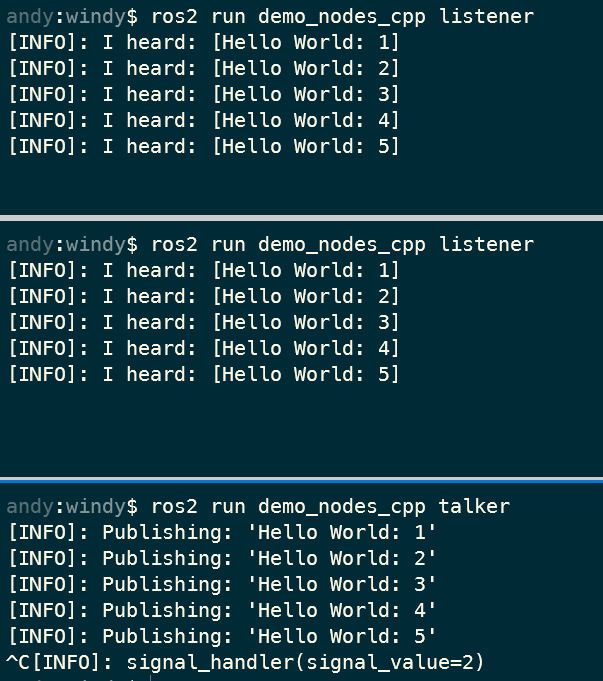 andy:windy$ ros2 run demo_nodes_cpp listener
[INFO]: I heard: [Hello World: 1]
[INFO]: I heard: [Hello World: 2]
[INFO]: I heard: [Hello World: 3]
[INFO]: I heard: [Hello World: 4]
[INFO]: I heard: [Hello World: 5]
andy:windy$ ros2 run demo_nodes_cpp listener
[INFO]: I heard: [Hello World: 1]
[INFO]: I heard: [Hello World: 2]
[INFO]: I heard: [Hello World: 3]
[INFO]: I heard: [Hello World: 4]
[INFO]: I heard: [Hello World: 5]
andy:windy$ ros2 run demo_nodes_cpp talker
[INFO]: Publishing: 'Hello World: 1'
[INFO]: Publishing: 'Hello World: 2'
[INFO]: Publishing: 'Hello World: 3'
[INFO]: Publishing: 'Hello World: 4'
[INFO]: Publishing: 'Hello World: 5'
^C[INFO]: signal_handler(signal_value=2)